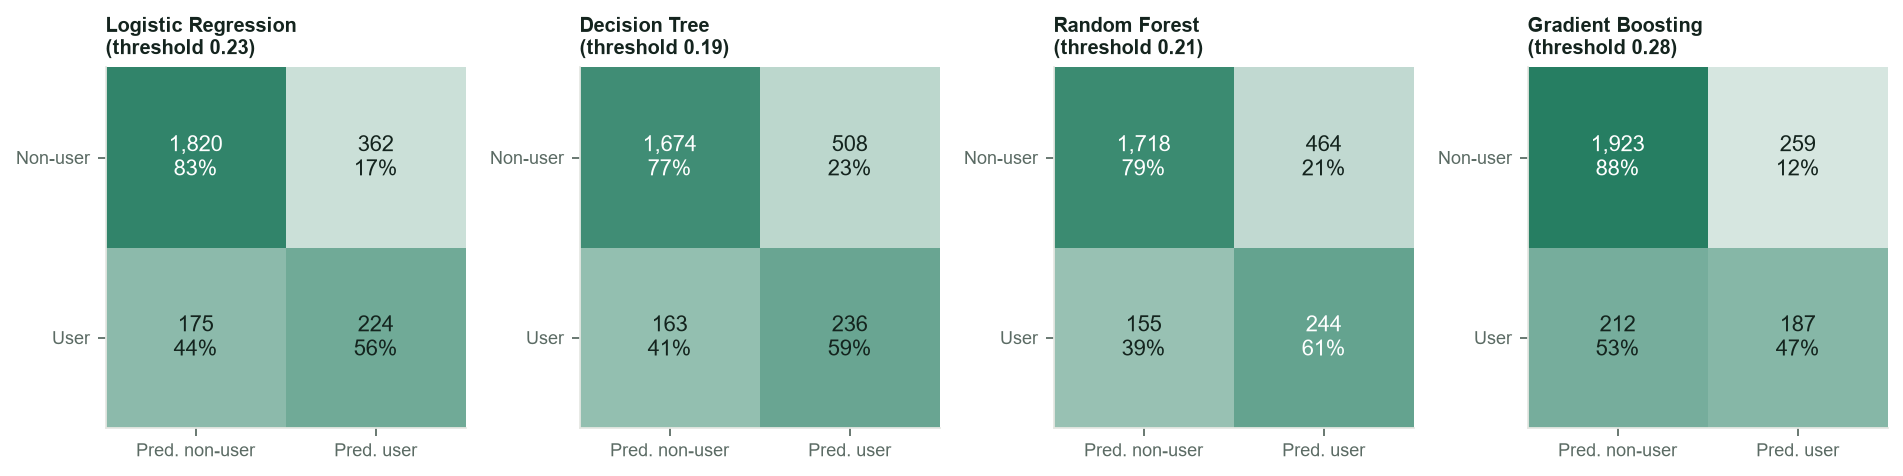 Logistic Regression
(threshold 0.23)
Non-user
1,820
83%
362
17%
User
175
44%
224
56%
Pred. non-user
Pred. user
Decision Tree
(threshold 0.19)
Non-user
1,674
77%
508
23%
User
163
41%
236
59%
Pred. non-user
Pred. user
Random Forest
(threshold 0.21)
Non-user
1,718
79%
464
21%
User
155
39%
244
61%
Pred. non-user
Pred. user
Gradient Boosting
(threshold 0.28)
Non-user
1,923
88%
259
12%
User
212
53%
187
47%
Pred. non-user
Pred. user